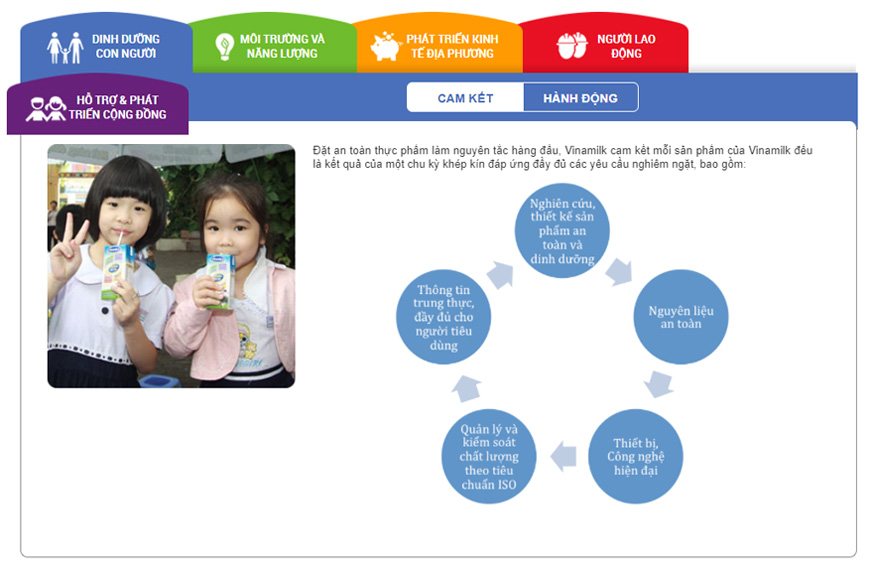 DINH DƯỠNG
CON NGƯỜI
MÔI TRƯỜNG VÀ
NĂNG LƯỢNG
PHÁT TRIỂN KINH
TẾ ĐỊA PHƯƠNG
NGƯỜI LAO
ĐỘNG
HỖ TRỢ & PHÁT
TRIỂN CỘNG ĐỒNG
CAM KẾT
HÀNH ĐỘNG
Đặt an toàn thực phẩm làm nguyên tắc hàng đầu, Vinamilk cam kết mỗi sản phẩm của Vinamilk đều
là kết quả của một chu kỳ khép kín đáp ứng đầy đủ các yêu cầu nghiêm ngặt, bao gồm:
Nghiên cứu,
thiết kế sản
phẩm an
toàn và
dinh dưỡng
Nguyên liệu
an toàn
Thiết bị,
Công nghệ
hiện đại
Quản lý và
kiểm soát
chất lượng
theo tiêu
chuẩn ISO
Thông tin
trung thực,
đầy đủ cho
người tiêu
dùng